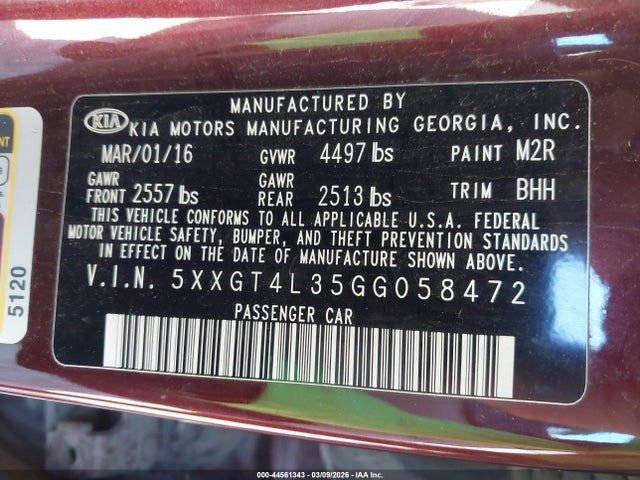 MANUFACTURED BY
KIA KIA MOTORS MANUFACTURING GEORGIA, INC.
MAR/01/16 GVWR 4497 lbs PAINT M2R
GAWR FRONT 2557 lbs GAWR REAR 2513 lbs TRIM BHH
THIS VEHICLE CONFORMS TO ALL APPLICABLE U.S.A. FEDERAL
MOTOR VEHICLE SAFETY, BUMPER, AND THEFT PREVENTION STANDARDS
IN EFFECT ON THE DATE OF MANUFACTURE SHOWN ABOVE.
V.I.N. 5XXGT4L35GG058472
PASSENGER CAR
5120
000-44561343 - 03/09/2026 - IAA Inc.